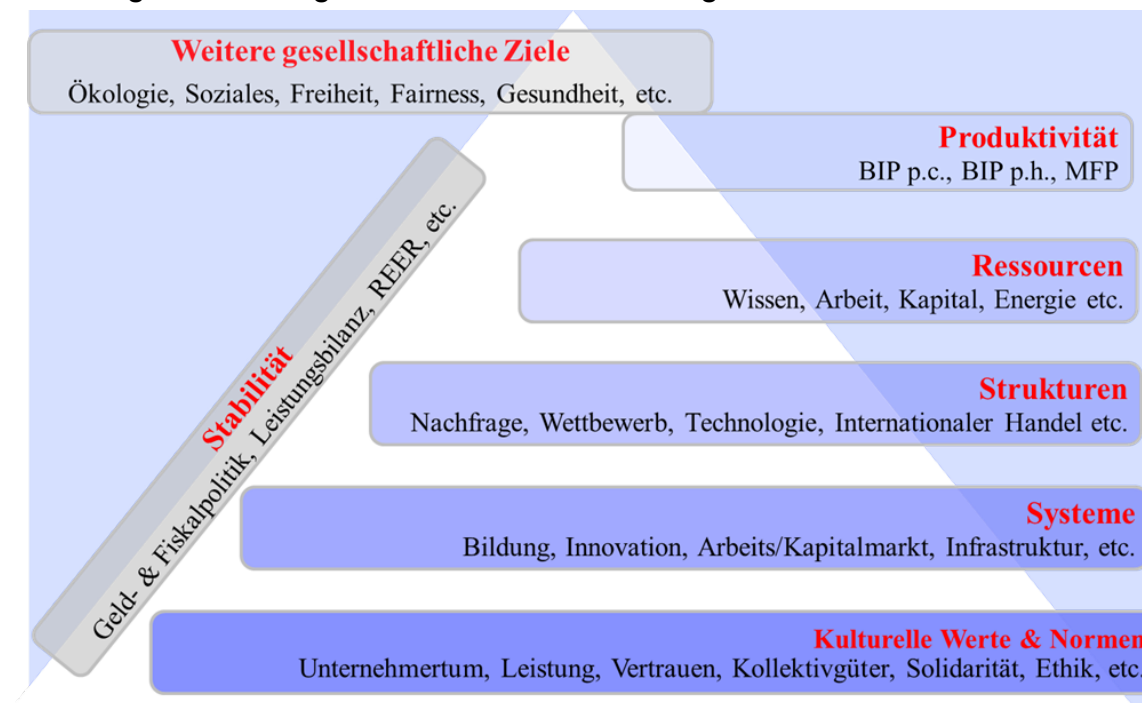 Weitere gesellschaftliche Ziele
Ökologie, Soziales, Freiheit, Fairness, Gesundheit, etc.
Produktivität
BIP p.c., BIP p.h., MFP
Ressourcen
Wissen, Arbeit, Kapital, Energie etc.
Strukturen
Nachfrage, Wettbewerb, Technologie, Internationaler Handel etc.
Systeme
Bildung, Innovation, Arbeits/Kapitalmarkt, Infrastruktur, etc.
Kulturelle Werte & Normen
Unternehmertum, Leistung, Vertrauen, Kollektivgüter, Solidarität, Ethik, etc.
Stabilität
Geld- & Fiskalpolitik, Leistungsbilanz, REER, etc.